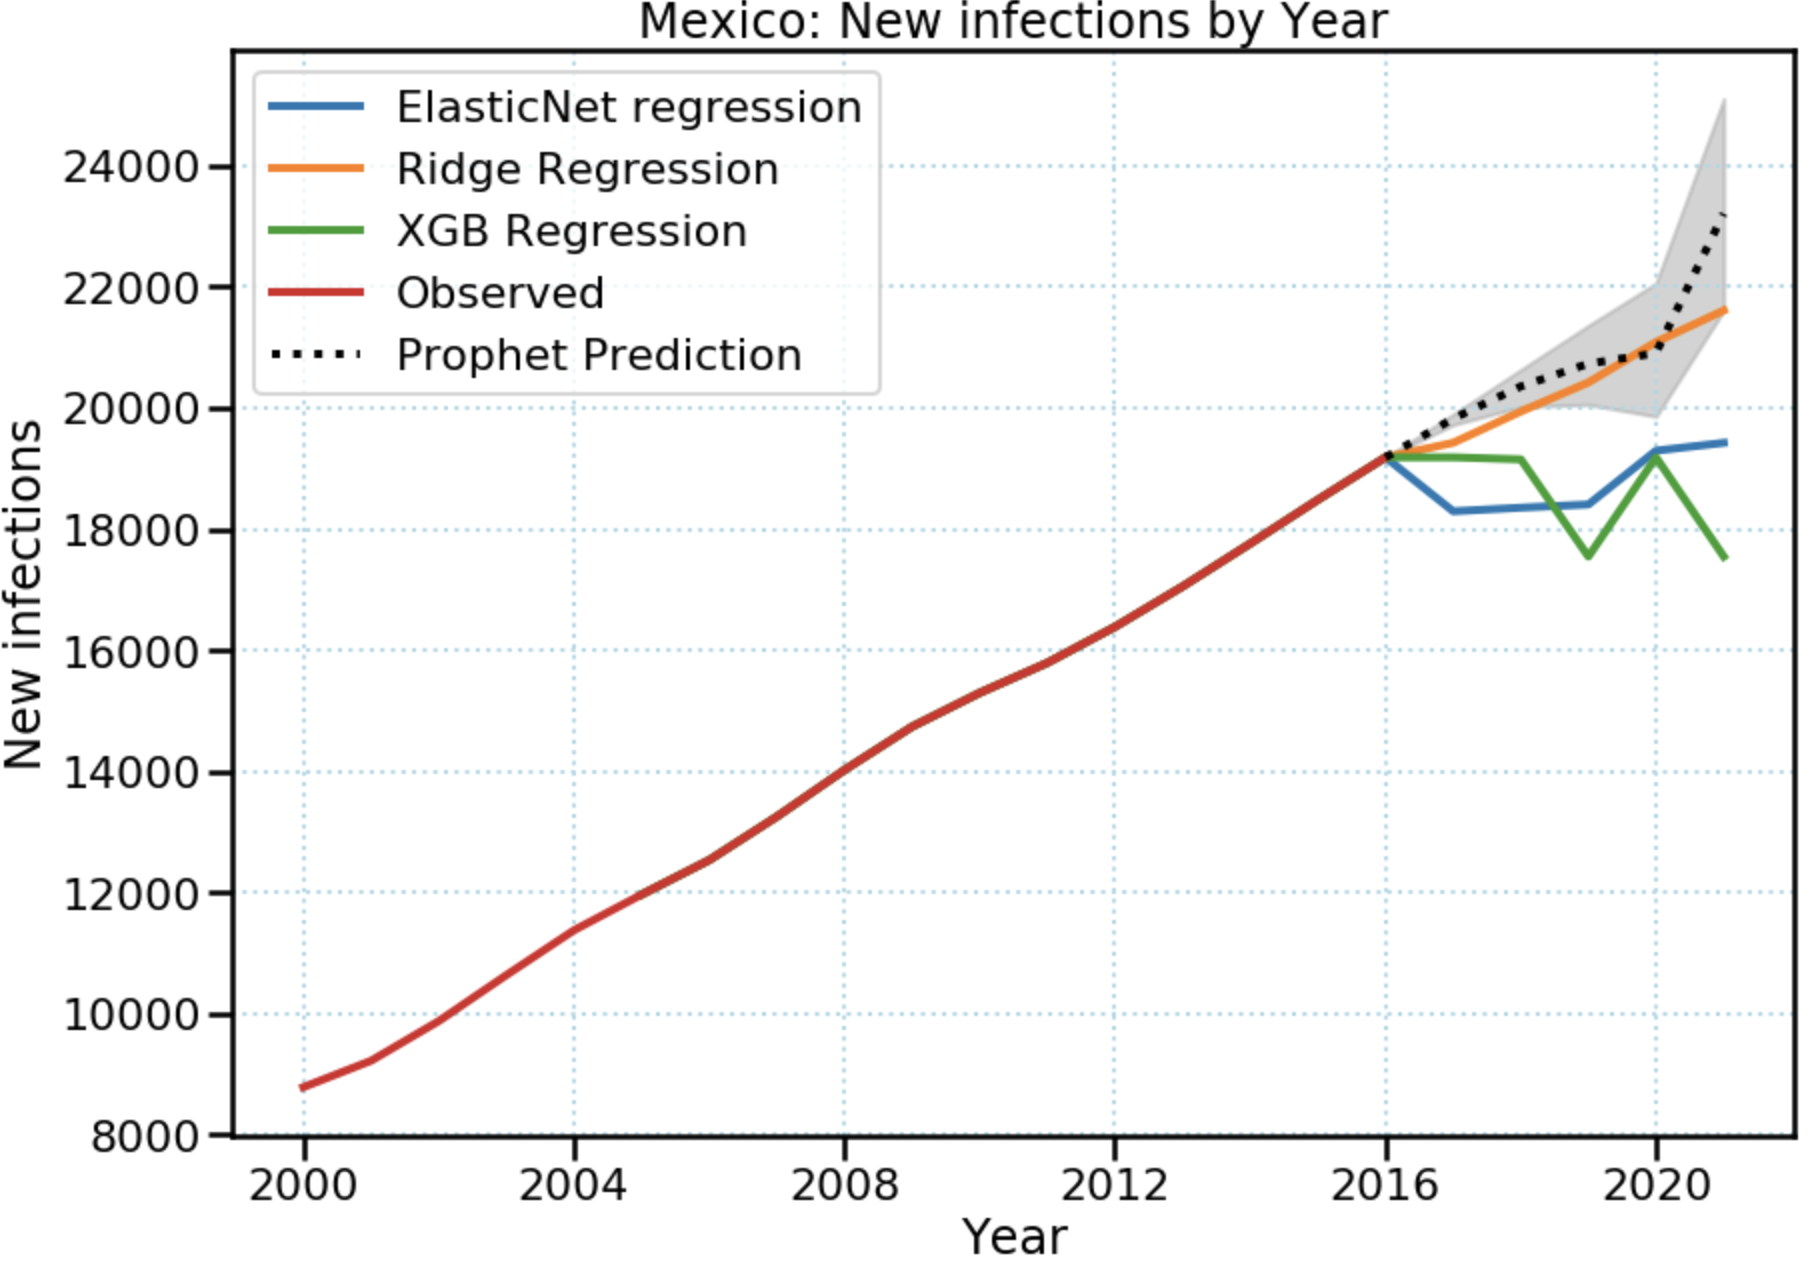 Mexico: New infections by Year
ElasticNet regression
Ridge Regression
XGB Regression
Observed
Prophet Prediction
New infections
24000
22000
20000
18000
16000
14000
12000
10000
8000
2000 2004 2008 2012 2016 2020
Year